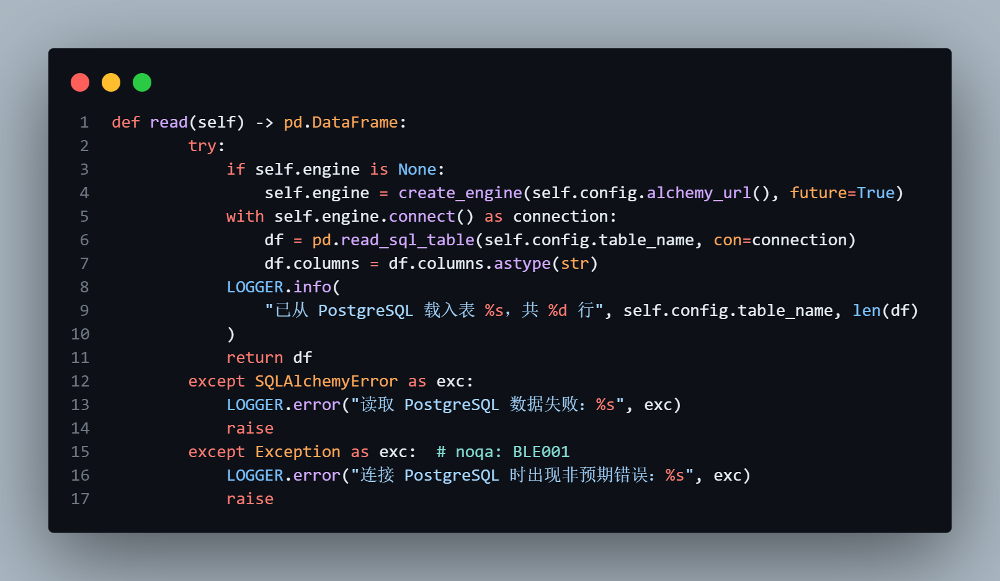 1 def read(self) -> pd.DataFrame:
2         try:
3             if self.engine is None:
4                 self.engine = create_engine(self.config.alchemy_url(), future=True)
5             with self.engine.connect() as connection:
6                 df = pd.read_sql_table(self.config.table_name, con=connection)
7                 df.columns = df.columns.astype(str)
8             LOGGER.info(
9                 "已从 PostgreSQL 载入表 %s，共 %d 行", self.config.table_name, len(df)
10             )
11             return df
12         except SQLAlchemyError as exc:
13             LOGGER.error("读取 PostgreSQL 数据失败：%s", exc)
14             raise
15         except Exception as exc:  # noqa: BLE001
16             LOGGER.error("连接 PostgreSQL 时出现非预期错误：%s", exc)
17             raise